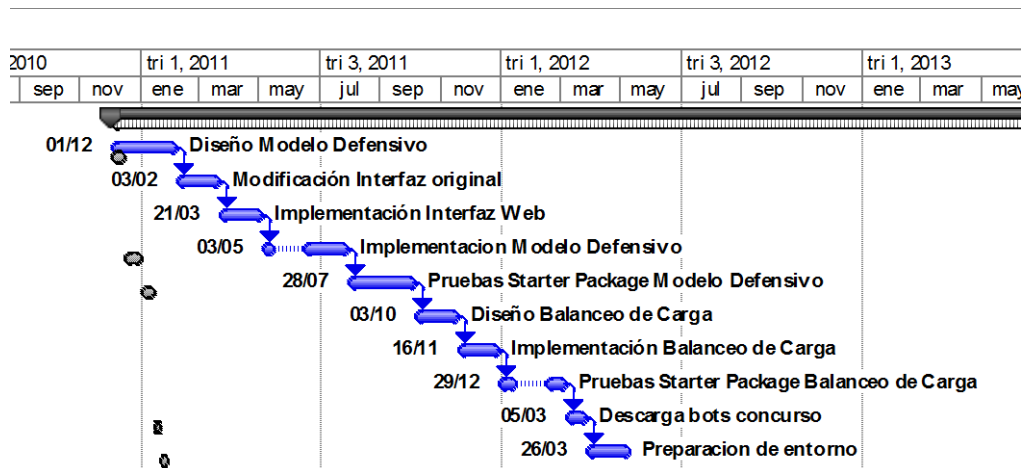 2010 tri 1, 2011 tri 3, 2011 tri 1, 2012 tri 3, 2012 tri 1, 2013
sep nov ene mar may jul sep nov ene mar may jul sep nov ene mar may
01/12 Diseño Modelo Defensivo
03/02 Modificación Interfaz original
21/03 Implementación Interfaz Web
03/05 Implementacion Modelo Defensivo
28/07 Pruebas Starter Package Modelo Defensivo
03/10 Diseño Balanceo de Carga
16/11 Implementación Balanceo de Carga
29/12 Pruebas Starter Package Balanceo de Carga
05/03 Descarga bots concurso
26/03 Preparacion de entorno